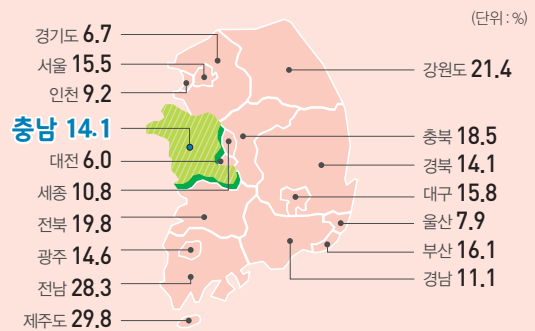 (단위 : %)
경기도 6.7
서울 15.5
인천 9.2
충남 14.1
대전 6.0
세종 10.8
전북 19.8
광주 14.6
전남 28.3
제주도 29.8
강원도 21.4
충북 18.5
경북 14.1
대구 15.8
울산 7.9
부산 16.1
경남 11.1